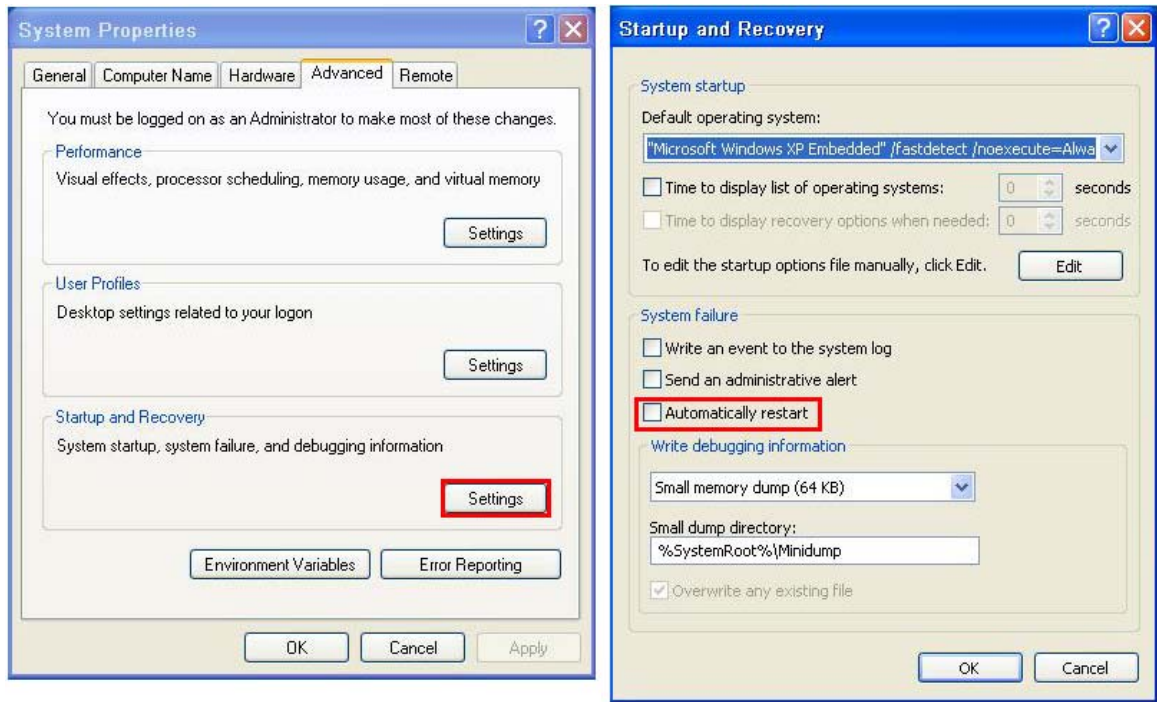 System Properties
General
Computer Name
Hardware
Advanced
Remote
You must be logged on as an Administrator to make most of these changes.
Performance
Visual effects, processor scheduling, memory usage, and virtual memory
Settings
User Profiles
Desktop settings related to your logon
Settings
Startup and Recovery
System startup, system failure, and debugging information
Settings
Environment Variables
Error Reporting
OK
Cancel
Apply
Startup and Recovery
System startup
Default operating system:
"Microsoft Windows XP Embedded" /fastdetect /noexecute=Alwa
Time to display list of operating systems: 0 seconds
Time to display recovery options when needed: 0 seconds
To edit the startup options file manually, click Edit.
Edit
System failure
Write an event to the system log
Send an administrative alert
Automatically restart
Write debugging information
Small memory dump (64 KB)
Small dump directory:
%SystemRoot%\Minidump
Overwrite any existing file
OK
Cancel